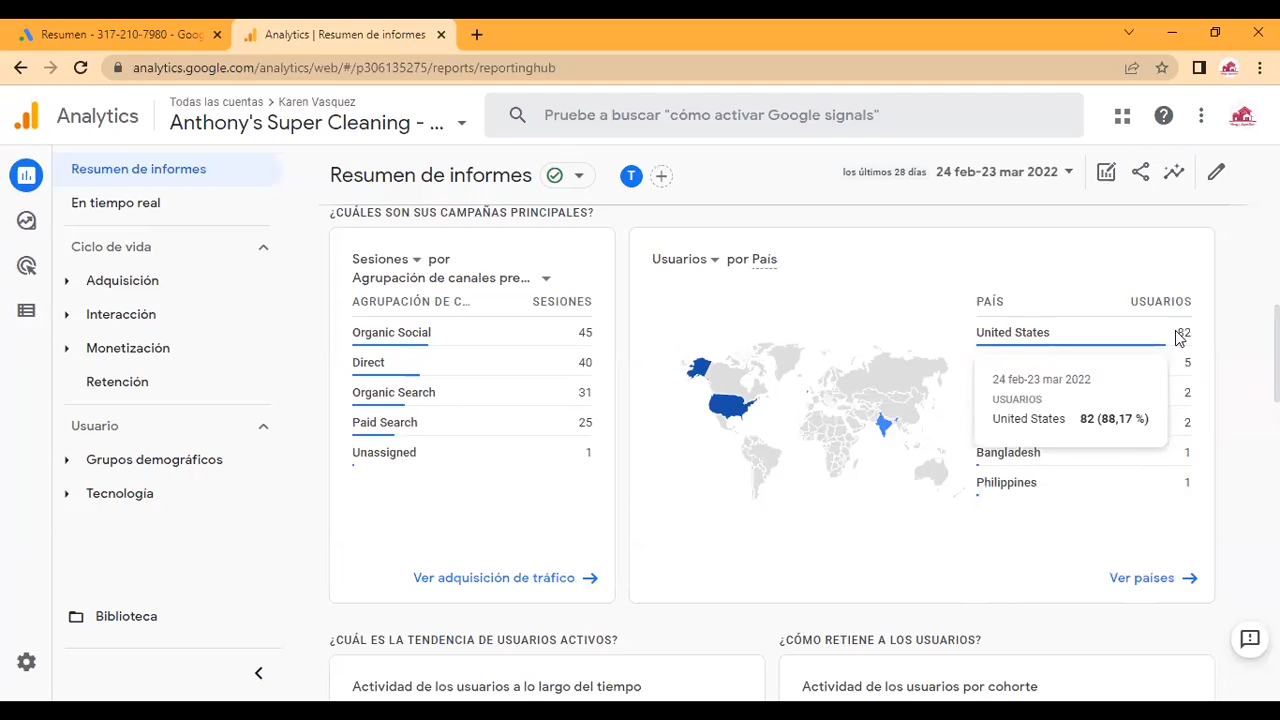 Resumen - 317-210-7980 - Goog
Analytics | Resumen de informes
analytics.google.com/analytics/web/#/p306135275/reports/reportinghub
Analytics
Todas las cuentas > Karen Vasquez
Anthony's Super Cleaning - ...
Pruebe a buscar "cómo activar Google signals"
Resumen de informes
En tiempo real
Ciclo de vida
Adquisición
Interacción
Monetización
Retención
Usuario
Grupos demográficos
Tecnología
Biblioteca
Resumen de informes
T
los últimos 28 días 24 feb-23 mar 2022
¿CUÁLES SON SUS CAMPAÑAS PRINCIPALES?
Sesiones por
Agrupación de canales pre...
AGRUPACIÓN DE C... SESIONES
Organic Social 45
Direct 40
Organic Search 31
Paid Search 25
Unassigned 1
Ver adquisición de tráfico
Usuarios por País
PAÍS USUARIOS
United States 82
5
2
2
Bangladesh 1
Philippines 1
24 feb-23 mar 2022
USUARIOS
United States 82 (88,17 %)
Ver países
¿CUÁL ES LA TENDENCIA DE USUARIOS ACTIVOS?
Actividad de los usuarios a lo largo del tiempo
¿CÓMO RETIENE A LOS USUARIOS?
Actividad de los usuarios por cohorte